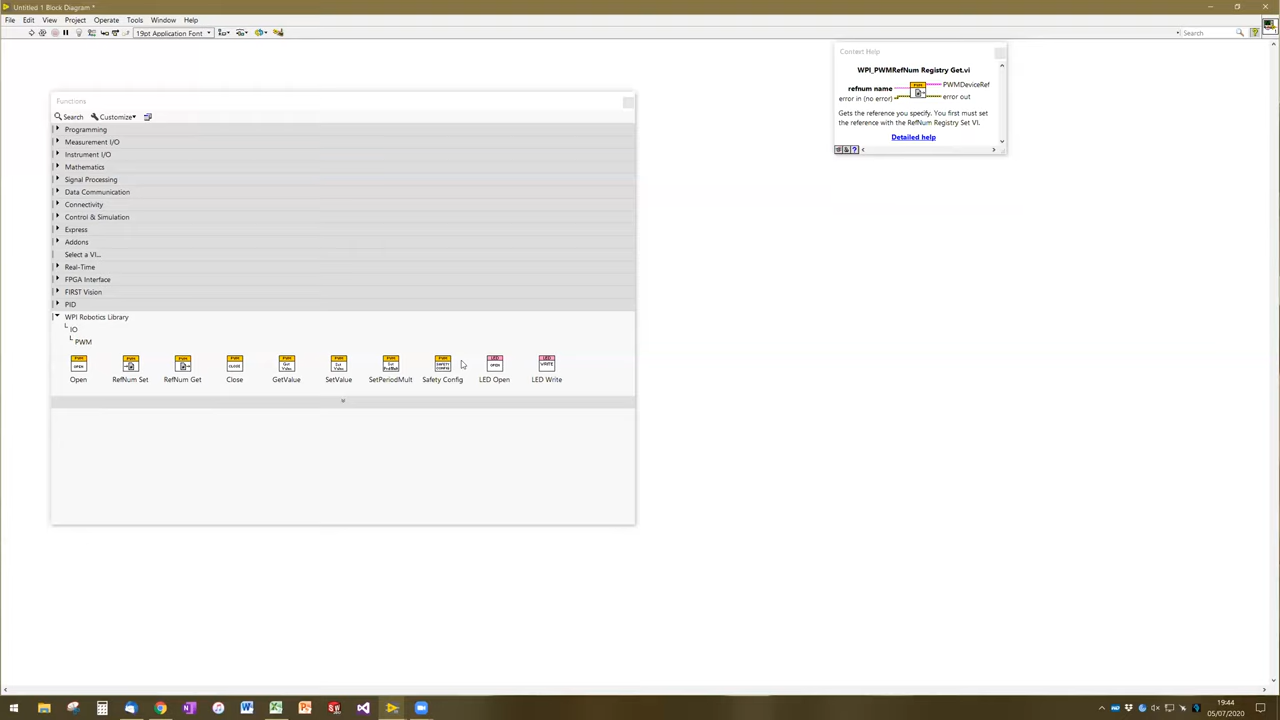 Untitled 1 Block Diagram *
File Edit View Project Operate Tools Window Help
19pt Application Font
Search
Context Help
WPI_PWMRefNum Registry Get.vi
refnum name
PWMDeviceRef
error in (no error)
error out
Gets the reference you specify. You first must set
the reference with the RefNum Registry Set VI.
Detailed help
Functions
Search Customize
Programming
Measurement I/O
Instrument I/O
Mathematics
Signal Processing
Data Communication
Connectivity
Control & Simulation
Express
Addons
Select a VI...
Real-Time
FPGA Interface
FIRST Vision
PID
WPI Robotics Library
IO
PWM
Open RefNum Set RefNum Get Close GetValue SetValue SetPeriodMult Safety Config LED Open LED Write
19:44
05/07/2020